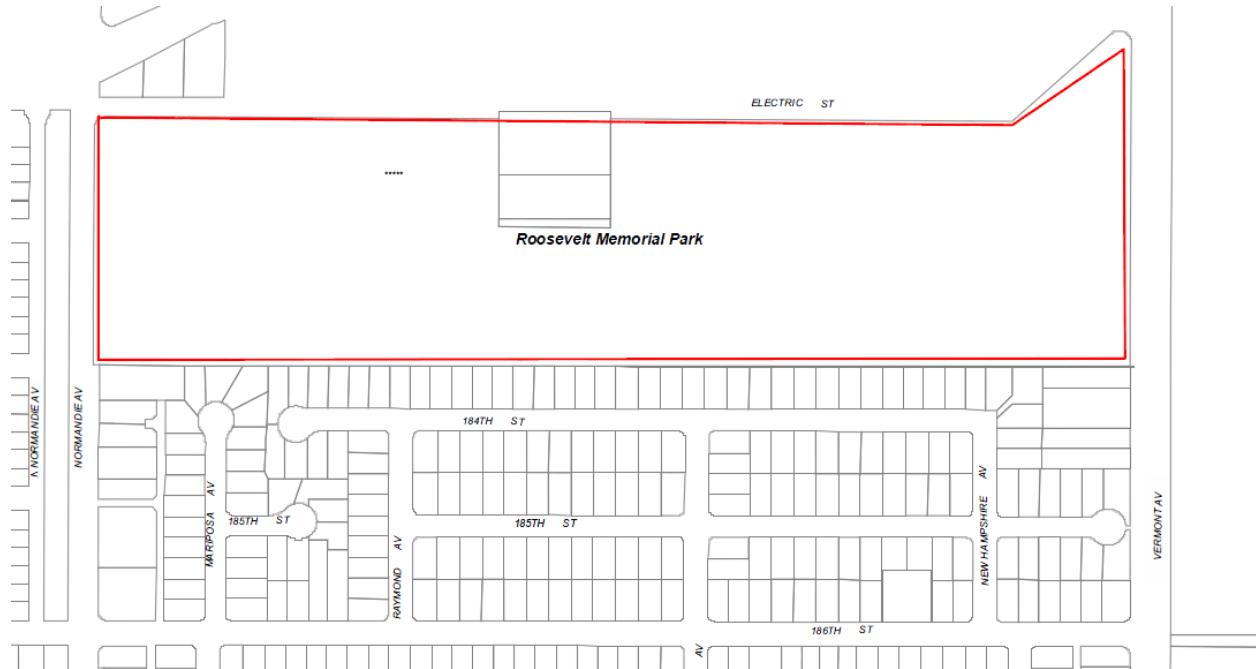 ELECTRIC ST
*****
Roosevelt Memorial Park
N NORMANDIE AV
NORMANDIE AV
184TH ST
MARIPOSA AV
185TH ST
185TH ST
RAYMOND AV
NEW HAMPSHIRE AV
VERMONT AV
186TH ST
AV